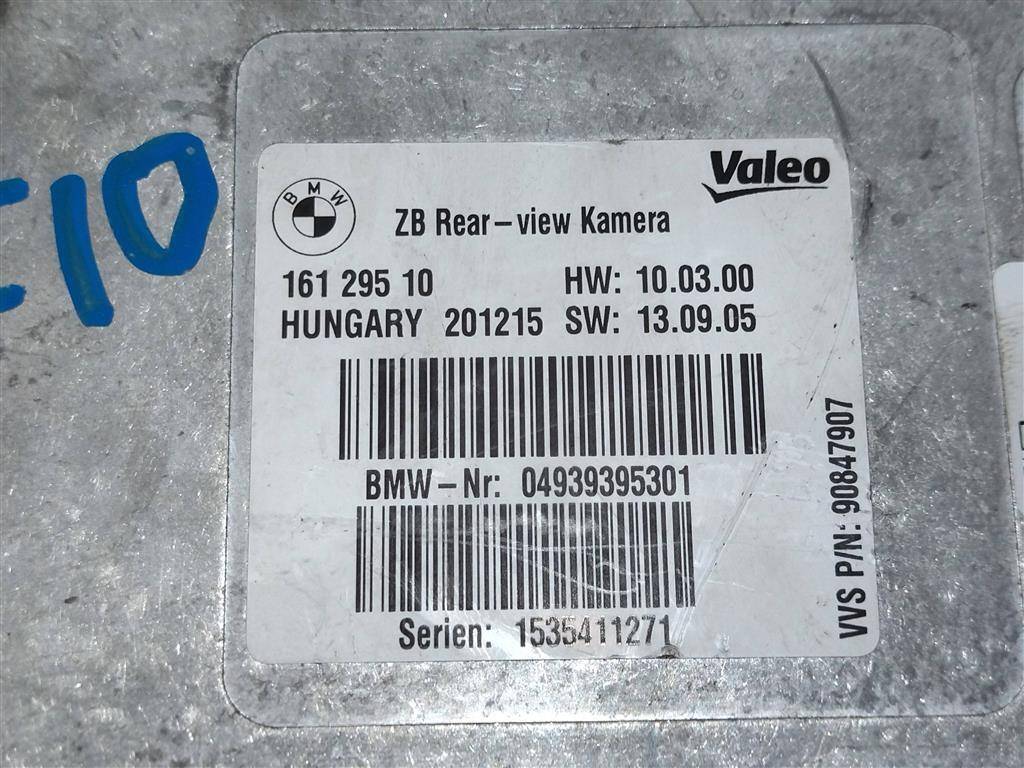 E10
BMW
Valeo
ZB Rear-view Kamera
161 295 10 HW: 10.03.00
HUNGARY 201215 SW: 13.09.05
BMW-Nr: 04939395301
Serien: 1535411271
VVS P/N: 90847907